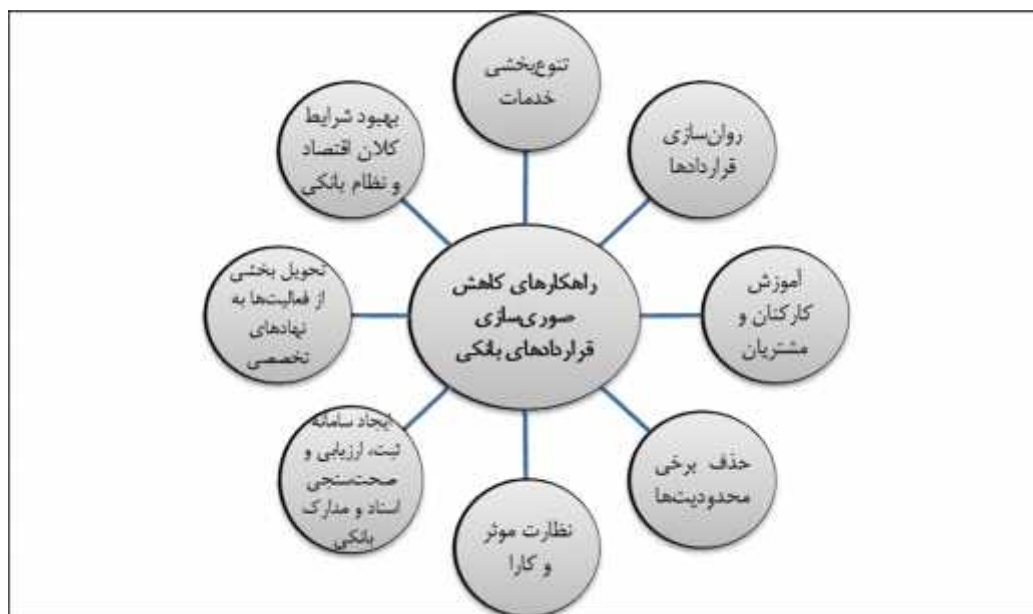 تنوع‌بخشی
خدمات
روان‌سازی
قراردادها
آموزش
کارکنان و
مشتریان
حذف برخی
محدودیت‌ها
نظارت موثر
و کارا
ایجاد سامانه
ثبت، ارزیابی و
صحت‌سنجی
اسناد و مدارک
بانکی
تحویل بخشی
از فعالیت‌ها به
نهادهای
تخصصی
بهبود شرایط
کلان اقتصاد
و نظام بانکی
راهکارهای کاهش
صوری‌سازی
قراردادهای بانکی